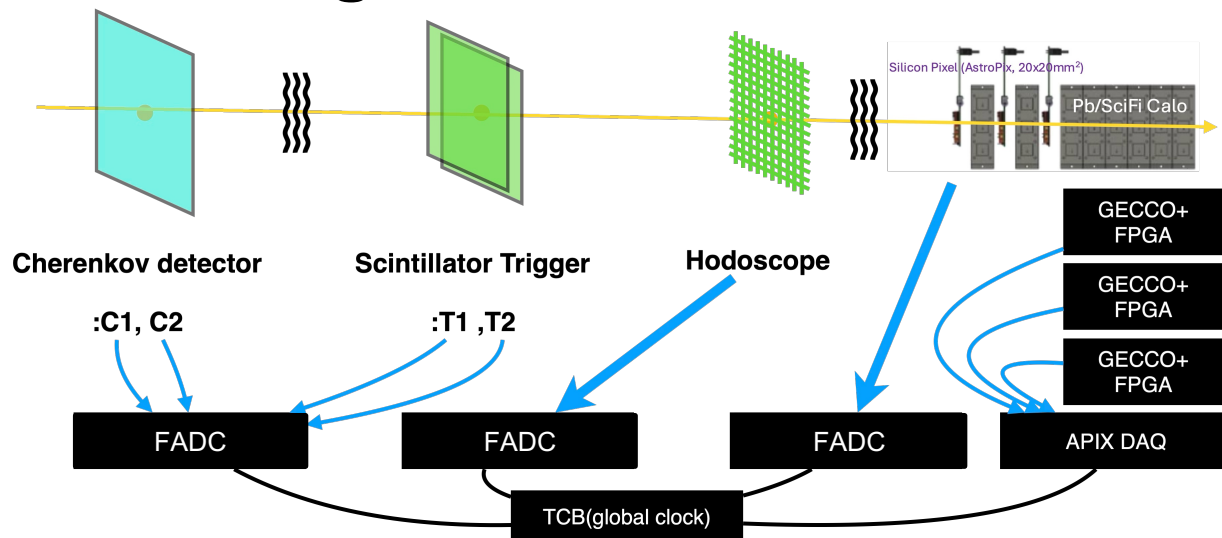 Silicon Pixel (AstroPix, 20x20mm²)
Pb/SciFi Calo
Cherenkov detector
Scintillator Trigger
Hodoscope
:C1, C2
:T1 ,T2
GECCO+
FPGA
GECCO+
FPGA
GECCO+
FPGA
FADC
FADC
FADC
APIX DAQ
TCB(global clock)